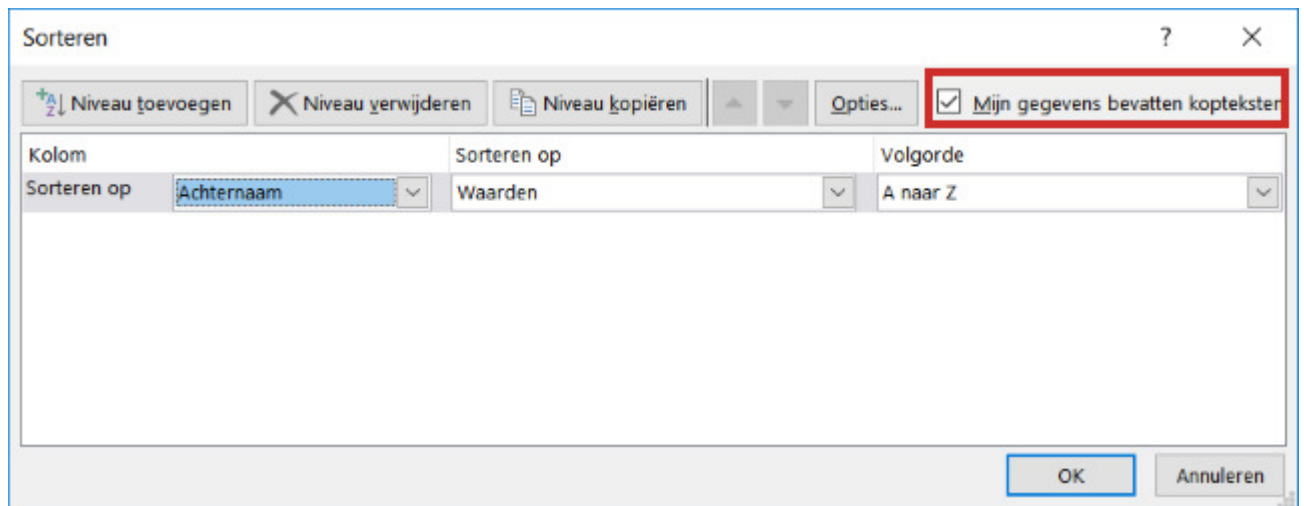 Sorteren ?
Niveau toevoegen Niveau verwijderen Niveau kopiëren Opties... Mijn gegevens bevatten kopteksten
Kolom Sorteren op Volgorde
Sorteren op Achternaam Waarden A naar Z
OK Annuleren